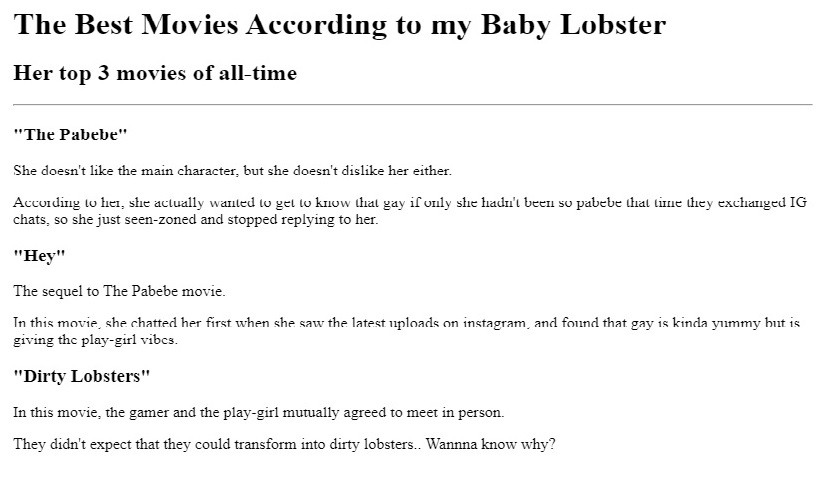 The Best Movies According to my Baby Lobster
Her top 3 movies of all-time
"The Pabebe"
She doesn't like the main character, but she doesn't dislike her either.
According to her, she actually wanted to get to know that gay if only she hadn't been so pabebe that time they exchanged IG
chats, so she just seen-zoned and stopped replying to her.
"Hey"
The sequel to The Pabebe movie.
In this movie, she chatted her first when she saw the latest uploads on instagram, and found that gay is kinda yummy but is
giving the play-girl vibes.
"Dirty Lobsters"
In this movie, the gamer and the play-girl mutually agreed to meet in person.
They didn't expect that they could transform into dirty lobsters.. Wannna know why?